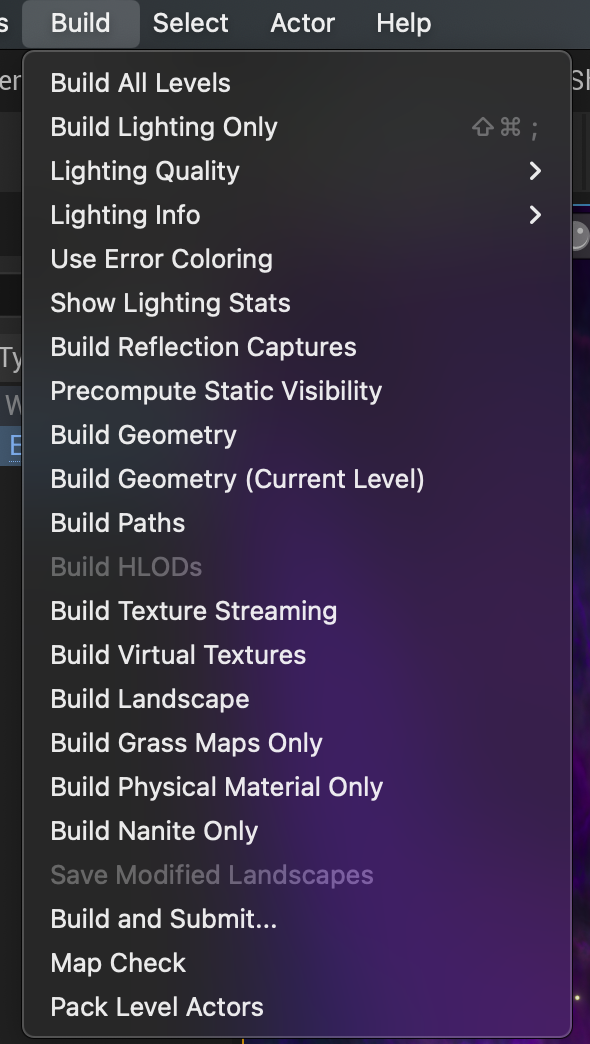 s Build Select Actor Help
Build All Levels
Build Lighting Only ⇧⌘ ;
Lighting Quality >
Lighting Info >
Use Error Coloring
Show Lighting Stats
Build Reflection Captures
Precompute Static Visibility
Build Geometry
Build Geometry (Current Level)
Build Paths
Build HLODs
Build Texture Streaming
Build Virtual Textures
Build Landscape
Build Grass Maps Only
Build Physical Material Only
Build Nanite Only
Save Modified Landscapes
Build and Submit...
Map Check
Pack Level Actors